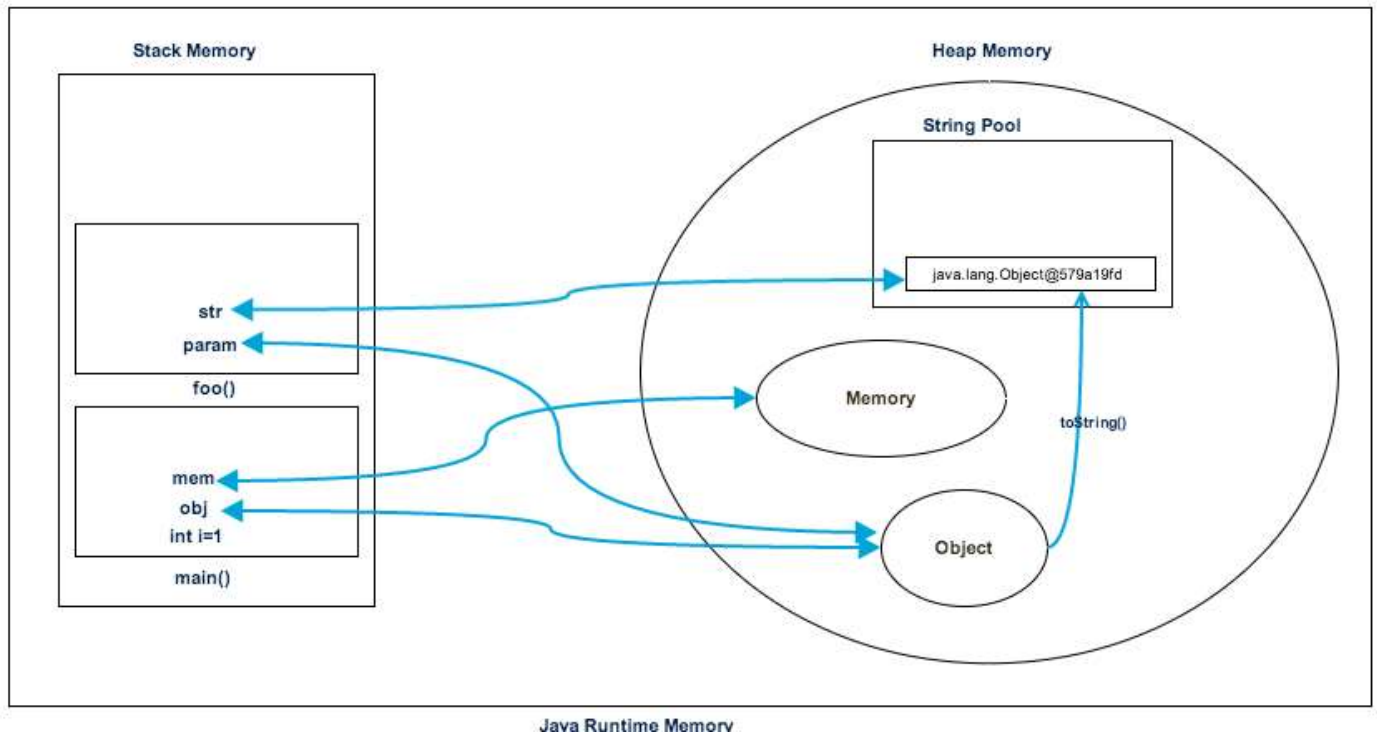 Stack Memory
Heap Memory
String Pool
java.lang.Object@579a19fd
str
param
foo()
Memory
toString()
mem
obj
int i=1
Object
main()
Java Runtime Memory